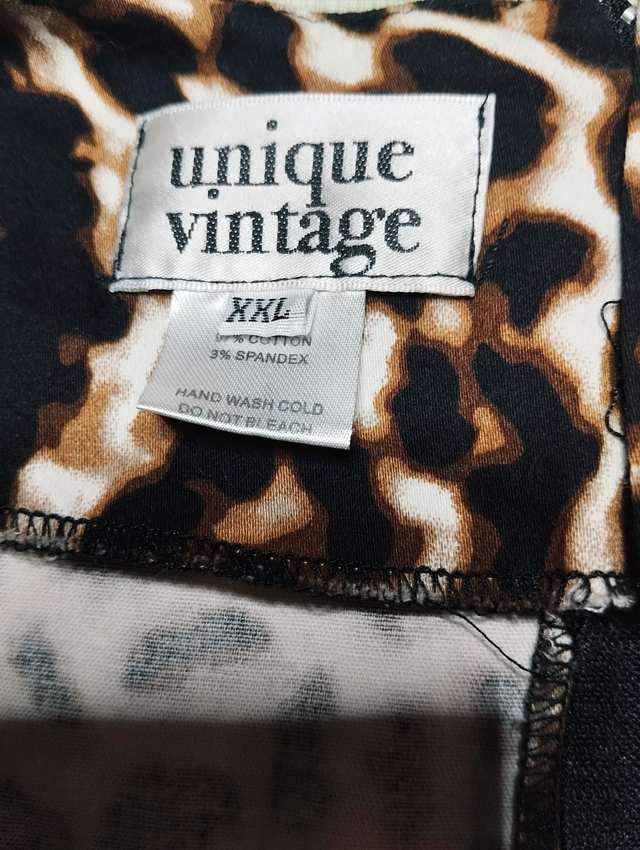 unique
vintage
XXL
97% COTTON
3% SPANDEX
HAND WASH COLD
DO NOT BLEACH